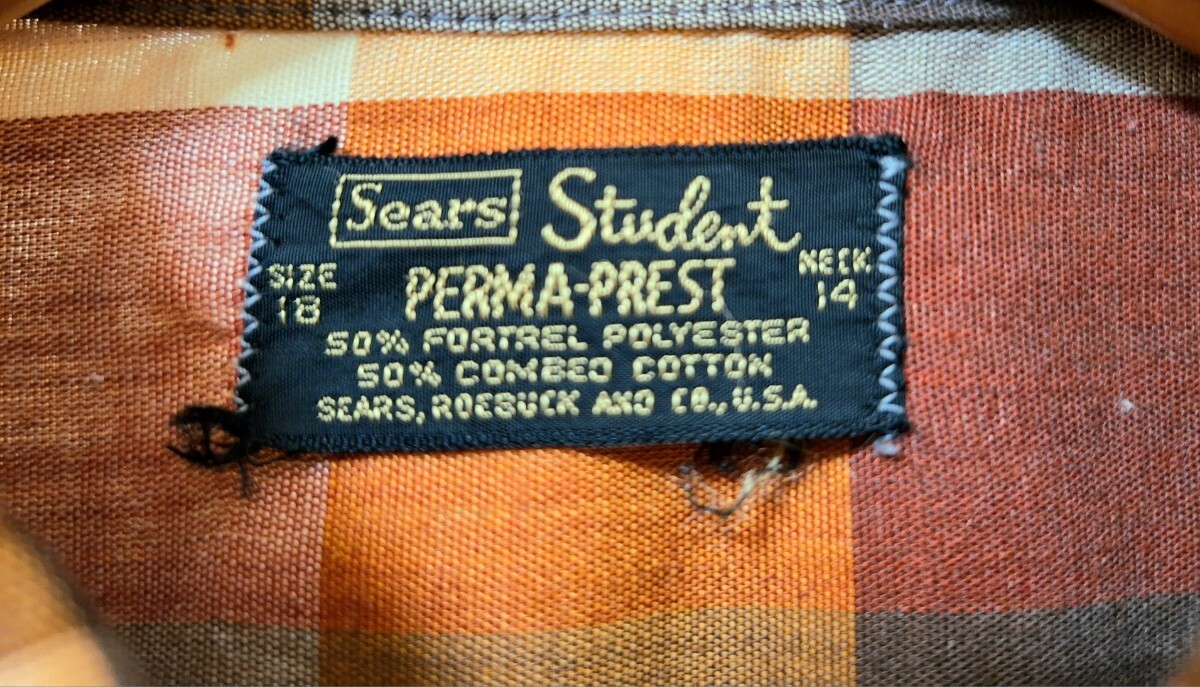 Sears Student
SIZE 18
PERMA-PREST
NECK 14
50% FORTREL POLYESTER
50% COMBED COTTON
SEARS, ROEBUCK AND CO., U.S.A.